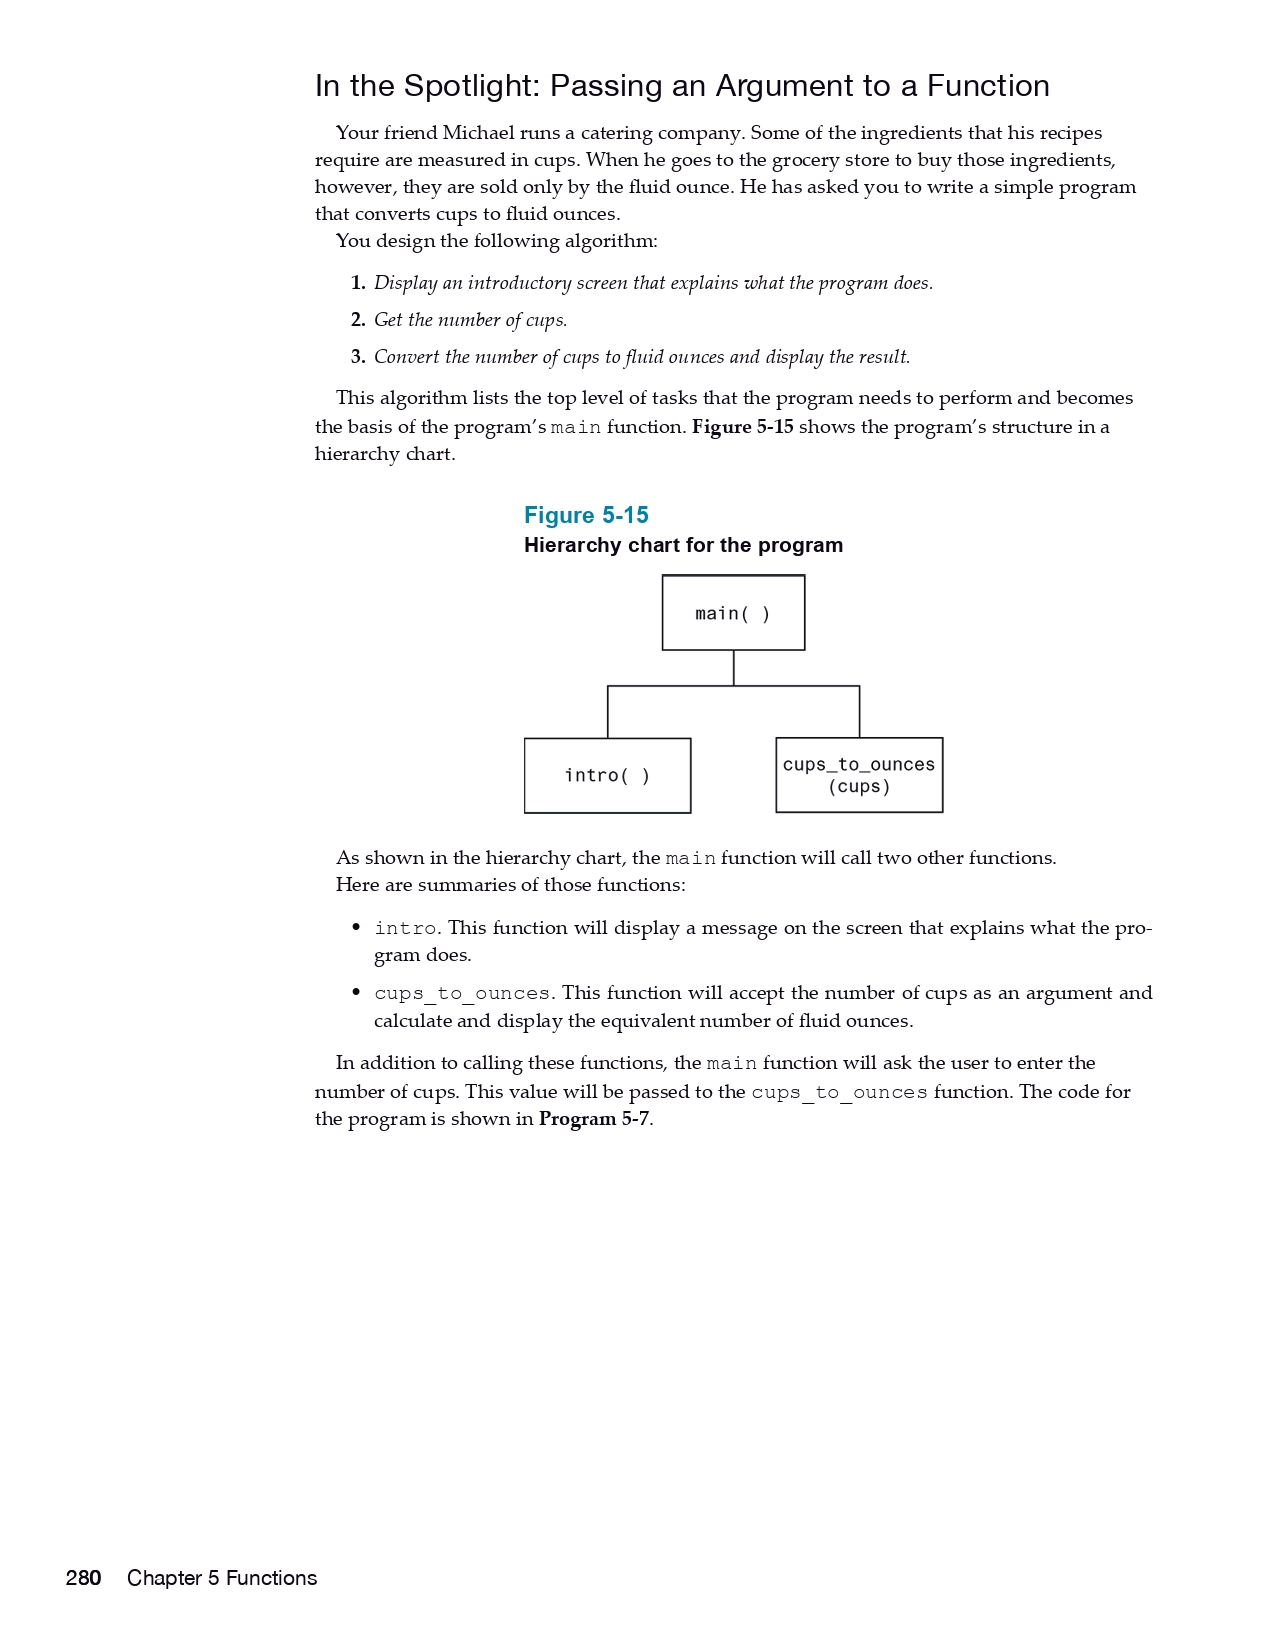 In the Spotlight: Passing an Argument to a Function
Your friend Michael runs a catering company. Some of the ingredients that his recipes
require are measured in cups. When he goes to the grocery store to buy those ingredients,
however, they are sold only by the fluid ounce. He has asked you to write a simple program
that converts cups to fluid ounces.
You design the following algorithm:
1. Display an introductory screen that explains what the program does.
2. Get the number of cups.
3. Convert the number of cups to fluid ounces and display the result.
This algorithm lists the top level of tasks that the program needs to perform and becomes
the basis of the program’s main function. Figure 5-15 shows the program’s structure in a
hierarchy chart.
Figure 5-15
Hierarchy chart for the program
main( )
intro( )
cups_to_ounces
(cups)
As shown in the hierarchy chart, the main function will call two other functions.
Here are summaries of those functions:
• intro. This function will display a message on the screen that explains what the pro-
gram does.
• cups_to_ounces. This function will accept the number of cups as an argument and
calculate and display the equivalent number of fluid ounces.
In addition to calling these functions, the main function will ask the user to enter the
number of cups. This value will be passed to the cups_to_ounces function. The code for
the program is shown in Program 5-7.
280 Chapter 5 Functions